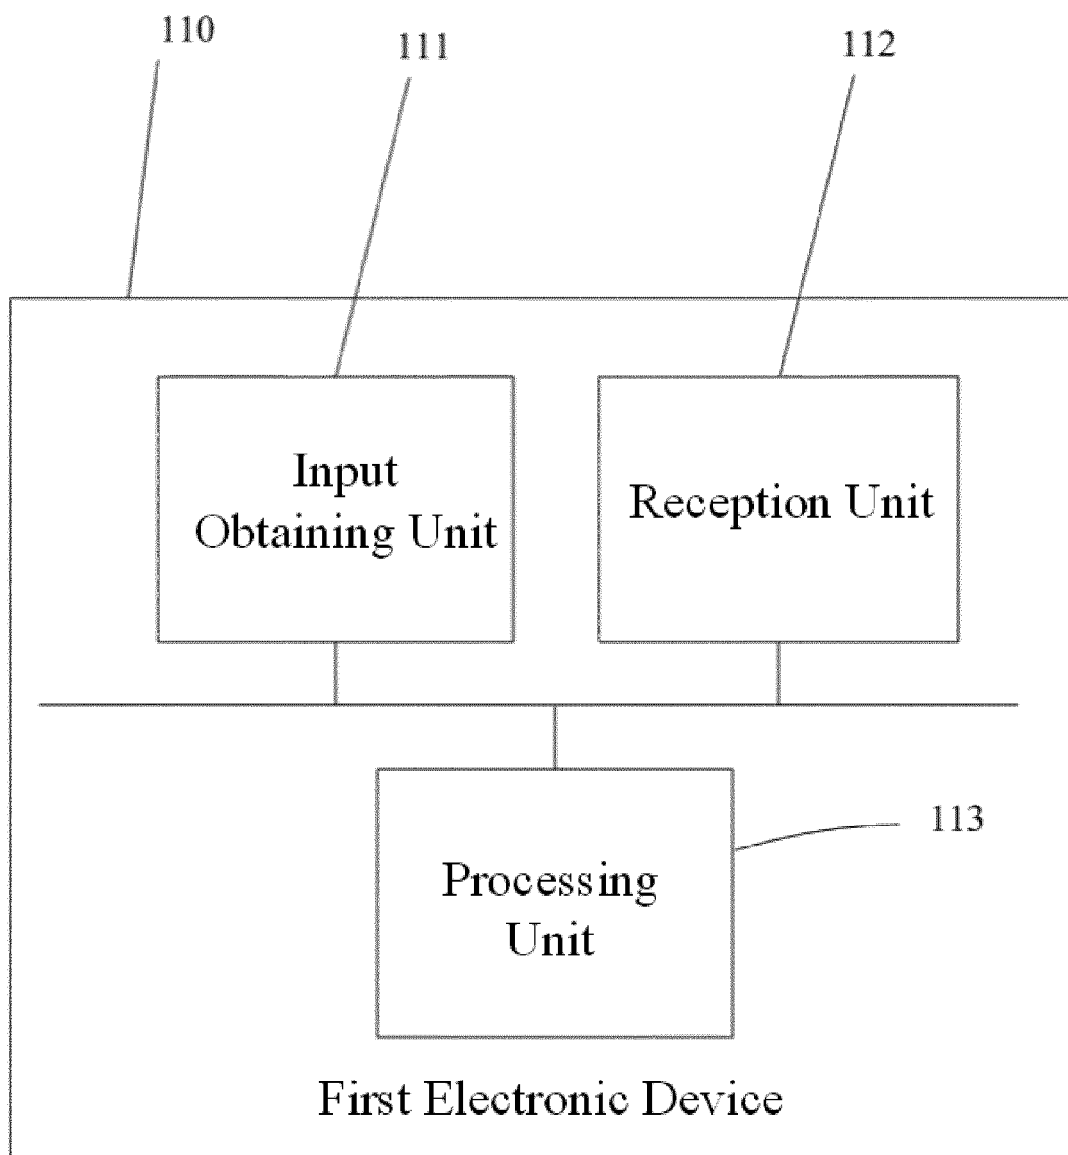 110
111
112
Input
Obtaining Unit
Reception Unit
113
Processing
Unit
First Electronic Device